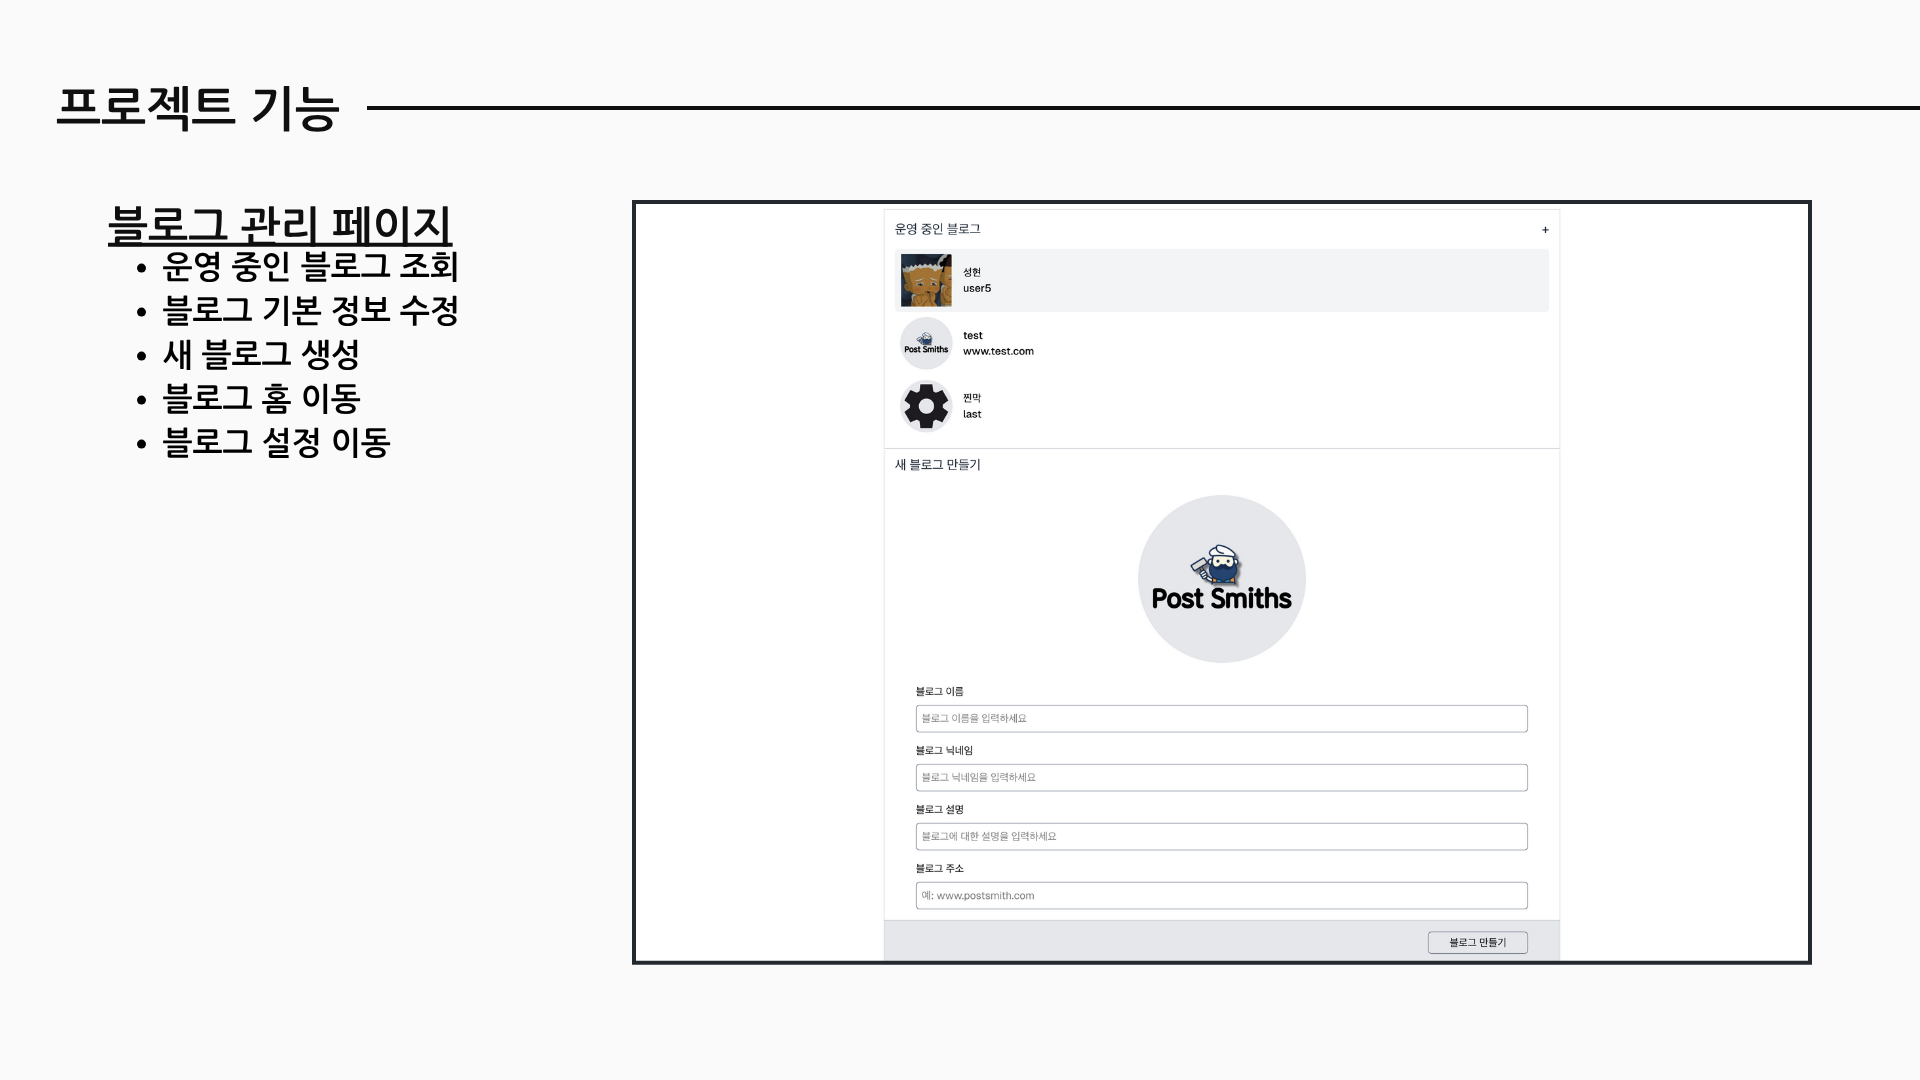 프로젝트 기능
블로그 관리 페이지
• 운영 중인 블로그 조회
• 블로그 기본 정보 수정
• 새 블로그 생성
• 블로그 홈 이동
• 블로그 설정 이동
운영 중인 블로그 +
성현
user5
Post Smiths
test
www.test.com
찐막
last
새 블로그 만들기
Post Smiths
블로그 이름
블로그 이름을 입력하세요
블로그 닉네임
블로그 닉네임을 입력하세요
블로그 설명
블로그에 대한 설명을 입력하세요
블로그 주소
예: www.postsmith.com
블로그 만들기